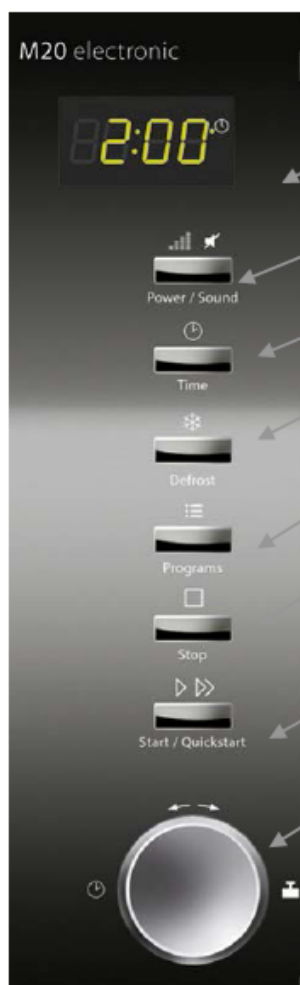 M20 electronic
2:00
Power / Sound
Time
Defrost
Programs
Stop
Start / Quickstart